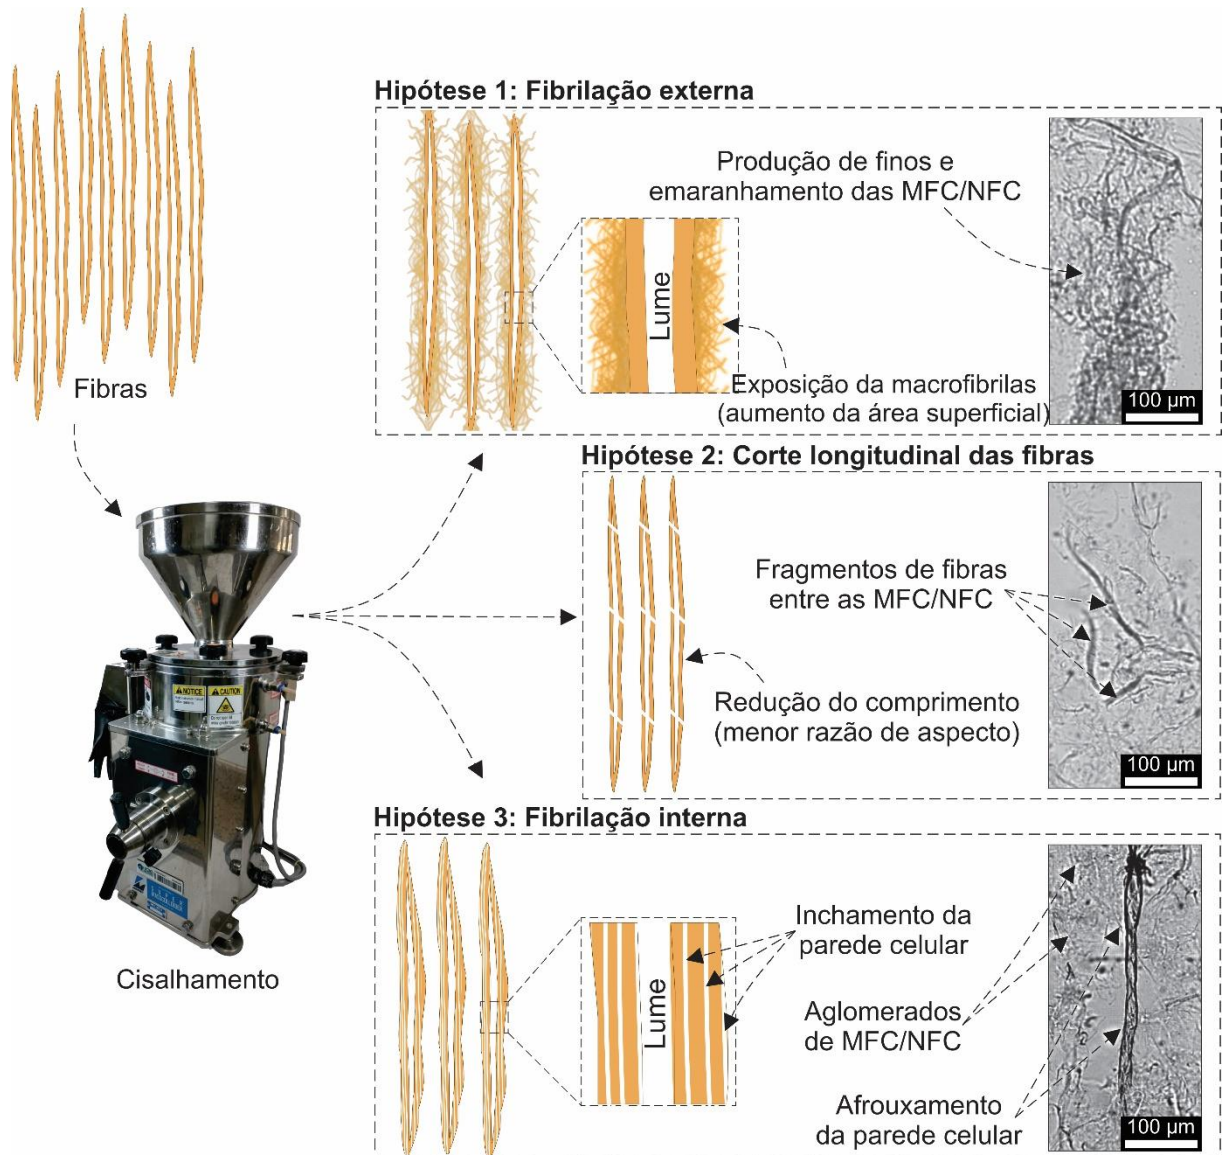 Hipótese 1: Fibrilação externa
Produção de finos e
emaranhamento das MFC/NFC
Lume
Exposição da macrofibrilas
(aumento da área superficial)
100 µm
Fibras
Hipótese 2: Corte longitudinal das fibras
Fragmentos de fibras
entre as MFC/NFC
Redução do comprimento
(menor razão de aspecto)
100 µm
NOTICE
CAUTION
Cisalhamento
Hipótese 3: Fibrilação interna
Inchamento da
parede celular
Lume
Aglomerados
de MFC/NFC
Afrouxamento
da parede celular
100 µm